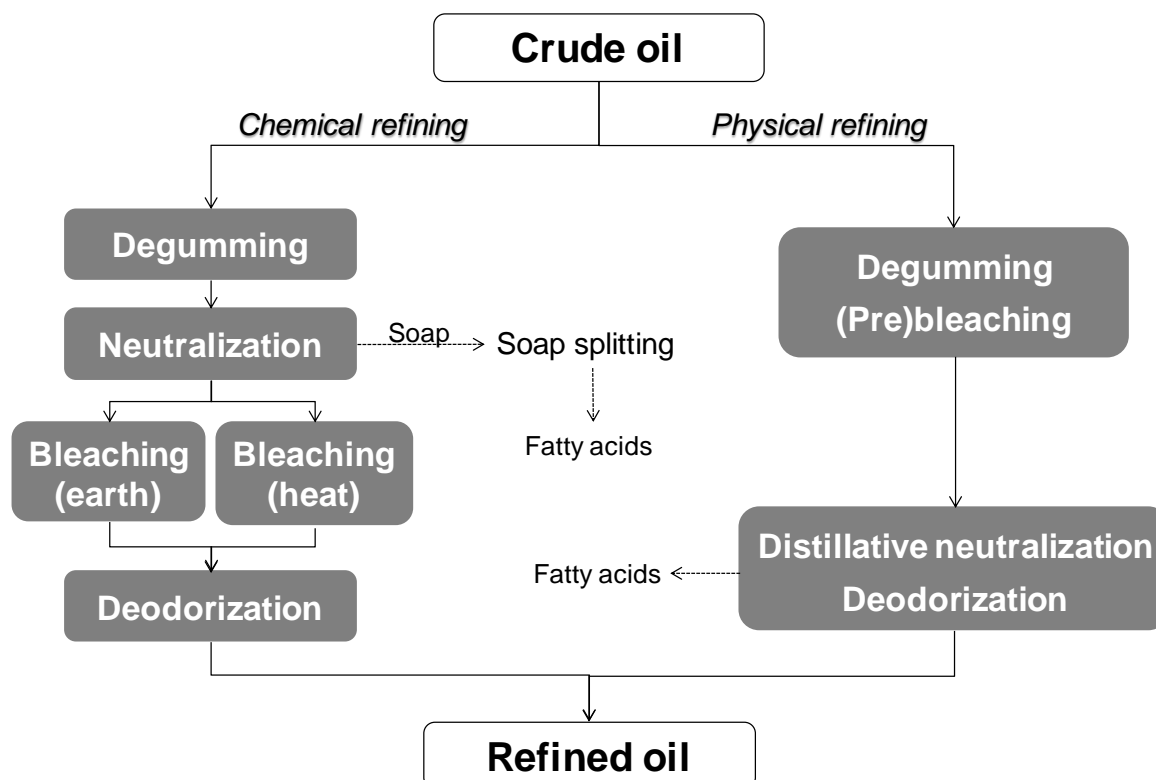 Crude oil
Chemical refining
Physical refining
Degumming
Neutralization
Soap
Soap splitting
Fatty acids
Bleaching
(earth)
Bleaching
(heat)
Deodorization
Degumming
(Pre)bleaching
Distillative neutralization
Deodorization
Fatty acids
Refined oil